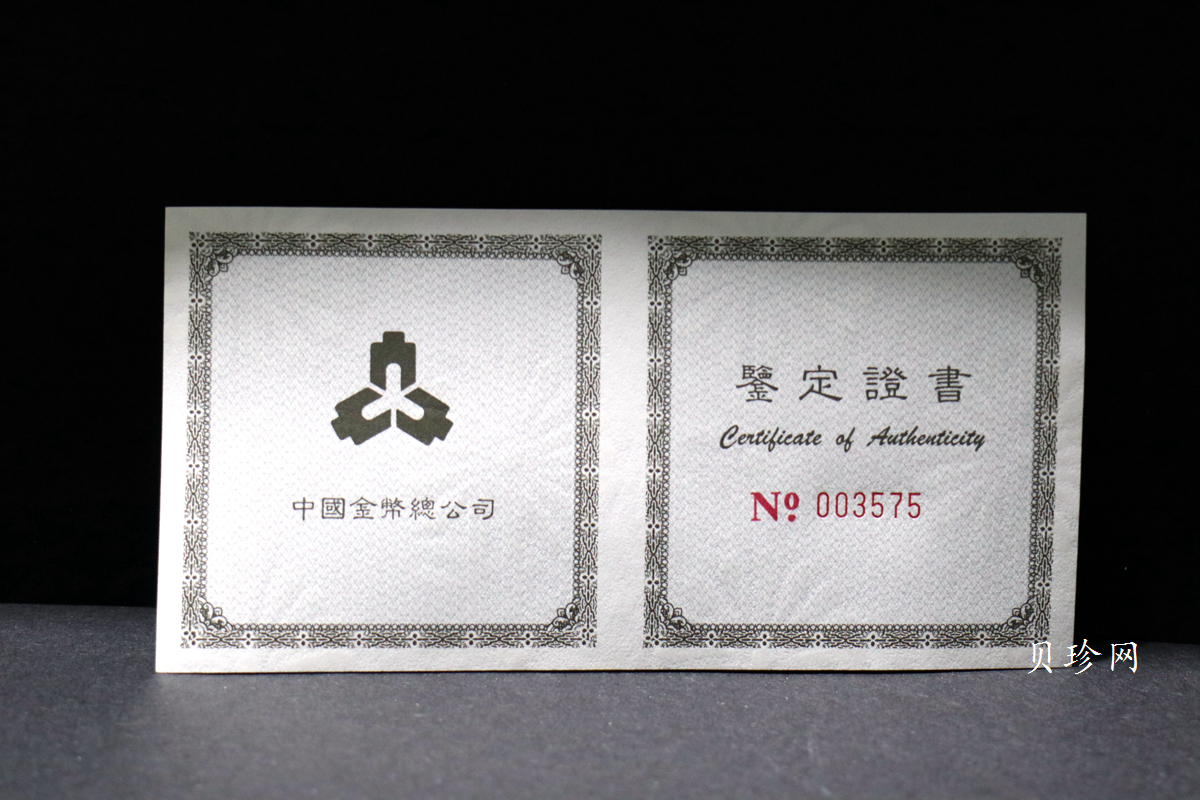 中國金幣總公司
鑒定證書
Certificate of Authenticity
Nº 003575
贝珍网